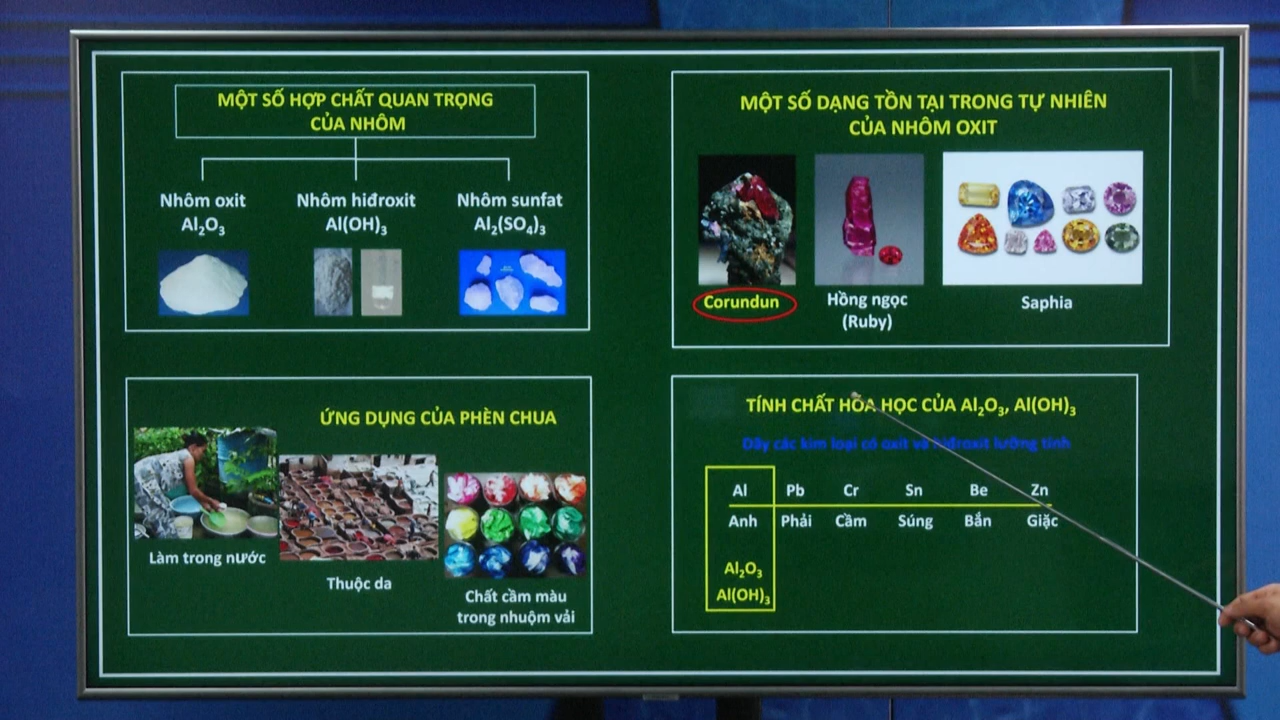 MỘT SỐ HỢP CHẤT QUAN TRỌNG
CỦA NHÔM
Nhôm oxit
Al₂O₃
Nhôm hiđroxit
Al(OH)₃
Nhôm sunfat
Al₂(SO₄)₃
MỘT SỐ DẠNG TỒN TẠI TRONG TỰ NHIÊN
CỦA NHÔM OXIT
Corundun
Hồng ngọc
(Ruby)
Saphia
ỨNG DỤNG CỦA PHÈN CHUA
Làm trong nước
Thuộc da
Chất cầm màu
trong nhuộm vải
TÍNH CHẤT HÓA HỌC CỦA Al₂O₃, Al(OH)₃
Dãy các kim loại có oxit và hiđroxit lưỡng tính
Al Pb Cr Sn Be Zn
Anh Phải Cầm Súng Bắn Giặc
Al₂O₃
Al(OH)₃